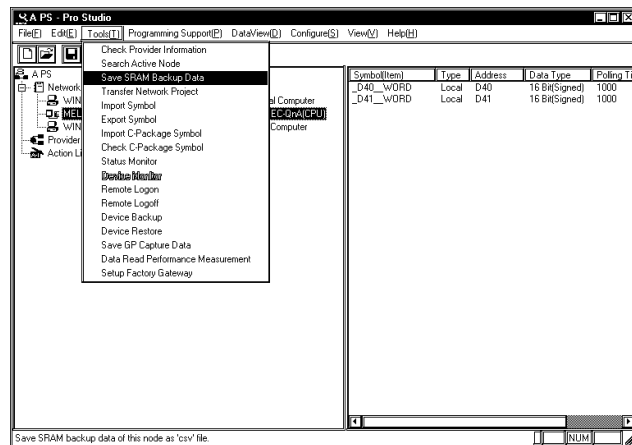 A PS - Pro Studio
File(F) Edit(E) Tools(T) Programming Support(P) DataView(D) Configure(S) View(V) Help(H)
Check Provider Information
Search Active Node
Save SRAM Backup Data
Transfer Network Project
Import Symbol
Export Symbol
Import C-Package Symbol
Check C-Package Symbol
Status Monitor
Device Monitor
Remote Logon
Remote Logoff
Device Backup
Device Restore
Save GP Capture Data
Data Read Performance Measurement
Setup Factory Gateway
A PS
Network
WIN al Computer
MEL EC-QnA(CPU)
WIN Computer
Provider
Action Li
Symbol(Item) Type Address Data Type Polling Ti
_D40__WORD Local D40 16 Bit(Signed) 1000
_D41__WORD Local D41 16 Bit(Signed) 1000
Save SRAM backup data of this node as 'csv' file.
NUM